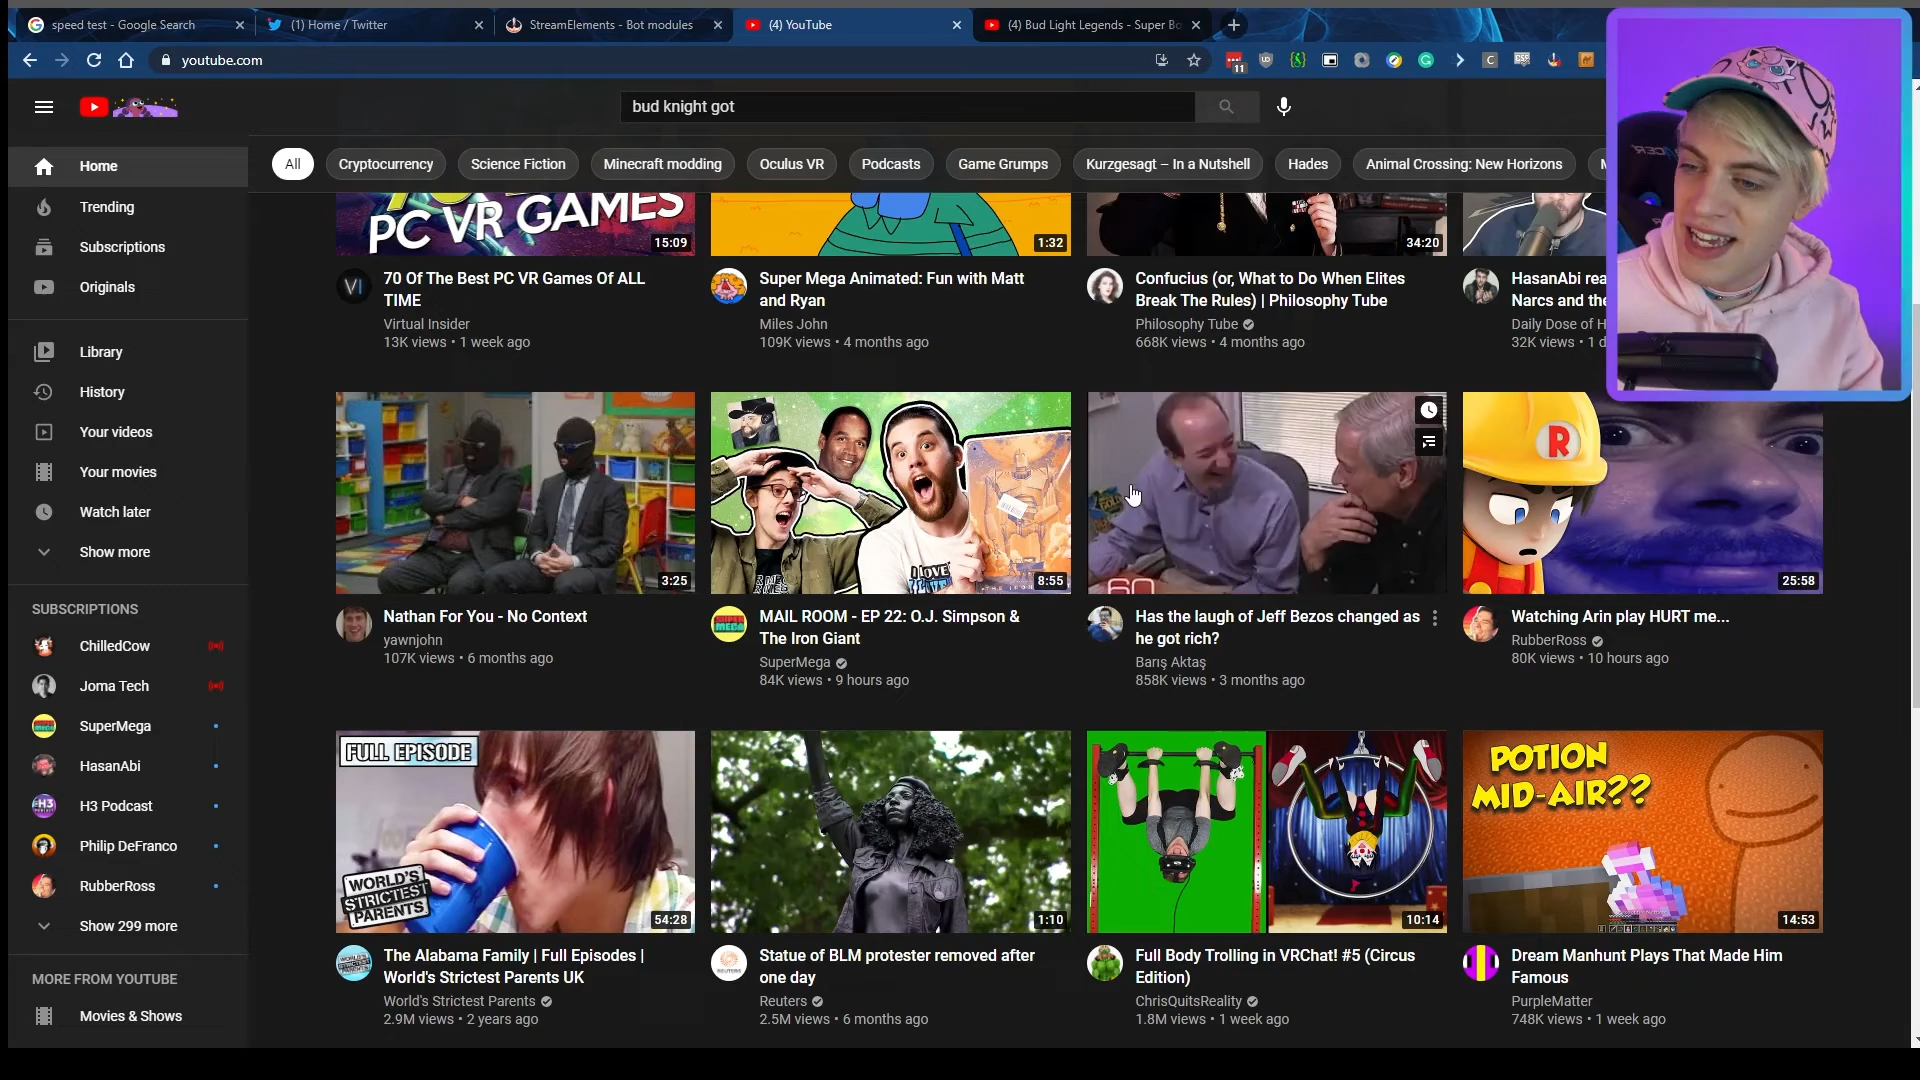 speed test - Google Search
(1) Home / Twitter
StreamElements - Bot modules
(4) YouTube
(4) Bud Light Legends - Super Bo
youtube.com
11
bud knight got
Home
Trending
Subscriptions
Originals
Library
History
Your videos
Your movies
Watch later
Show more
SUBSCRIPTIONS
ChilledCow
Joma Tech
SuperMega
HasanAbi
H3 Podcast
Philip DeFranco
RubberRoss
Show 299 more
MORE FROM YOUTUBE
Movies & Shows
All
Cryptocurrency
Science Fiction
Minecraft modding
Oculus VR
Podcasts
Game Grumps
Kurzgesagt – In a Nutshell
Hades
Animal Crossing: New Horizons
PC VR GAMES
15:09
1:32
34:20
70 Of The Best PC VR Games Of ALL
TIME
Virtual Insider
13K views • 1 week ago
Super Mega Animated: Fun with Matt
and Ryan
Miles John
109K views • 4 months ago
Confucius (or, What to Do When Elites
Break The Rules) | Philosophy Tube
Philosophy Tube
668K views • 4 months ago
HasanAbi rea
Narcs and the
Daily Dose of H
32K views • 1 d
3:25
I LOVE
8:55
60
R
25:58
Nathan For You - No Context
yawnjohn
107K views • 6 months ago
MAIL ROOM - EP 22: O.J. Simpson &
The Iron Giant
SuperMega
84K views • 9 hours ago
Has the laugh of Jeff Bezos changed as
he got rich?
Barış Aktaş
858K views • 3 months ago
Watching Arin play HURT me...
RubberRoss
80K views • 10 hours ago
FULL EPISODE
WORLD'S
STRICTEST
PARENTS
54:28
1:10
10:14
POTION
MID-AIR??
14:53
The Alabama Family | Full Episodes |
World's Strictest Parents UK
World's Strictest Parents
2.9M views • 2 years ago
Statue of BLM protester removed after
one day
Reuters
2.5M views • 6 months ago
Full Body Trolling in VRChat! #5 (Circus
Edition)
ChrisQuitsReality
1.8M views • 1 week ago
Dream Manhunt Plays That Made Him
Famous
PurpleMatter
748K views • 1 week ago